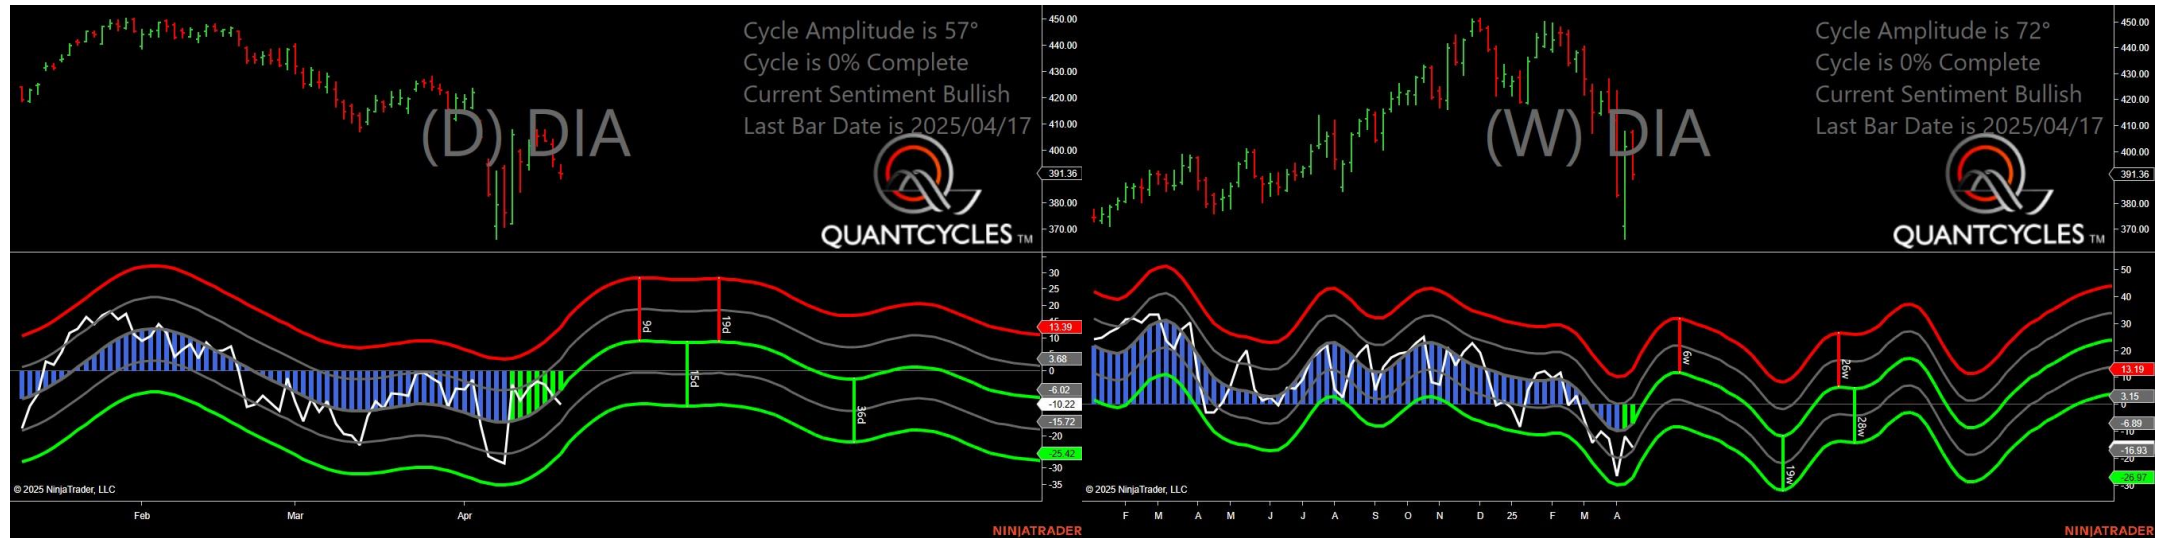 Cycle Amplitude is 57°
Cycle is 0% Complete
Current Sentiment Bullish
Last Bar Date is 2025/04/17
(D) DIA
QUANTCYCLES TM
450.00
440.00
430.00
420.00
410.00
400.00
391.36
380.00
370.00
30
25
20
13.39
10
3.68
0
-6.02
-10.22
-15.72
-20
-25.42
-30
-35
9d
19d
15d
36d
© 2025 NinjaTrader, LLC
Feb Mar Apr
NINJATRADER
Cycle Amplitude is 72°
Cycle is 0% Complete
Current Sentiment Bullish
Last Bar Date is 2025/04/17
(W) DIA
QUANTCYCLES TM
450.00
440.00
430.00
420.00
410.00
400.00
391.36
380.00
370.00
50
40
30
20
13.19
10
3.15
0
-6.89
-10
-16.93
-20
-26.97
-30
6w
26w
28w
19w
© 2025 NinjaTrader, LLC
F M A M J J A S O N D 25 F M A
NINJATRADER